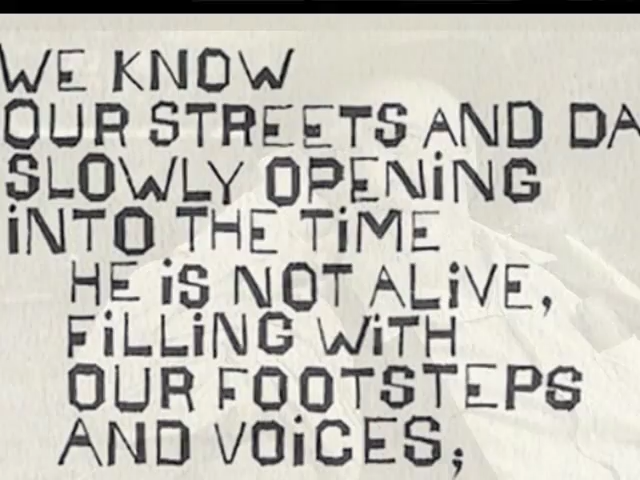 WE KNOW
OUR STREETS AND DA
SLOWLY OPENING
iNTO THE TiME
HE iS NOT ALiVE,
FiLLiNG WiTH
OUR FOOTSTEPS
AND VOiCES;